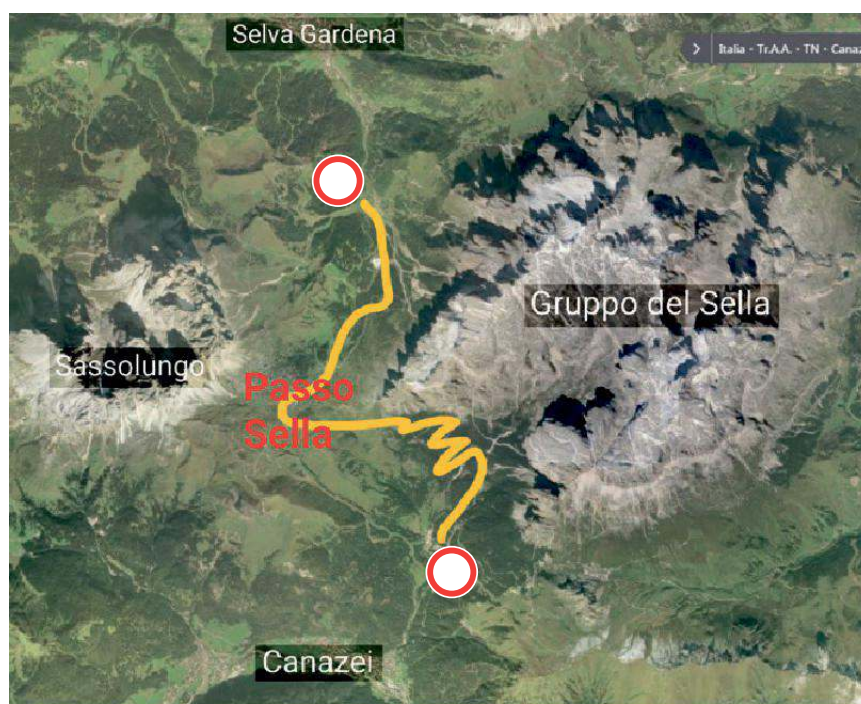 Selva Gardena
Italia - Tr.A.A. - TN - Canaz
Gruppo del Sella
Sassolungo
Passo
Sella
Canazei